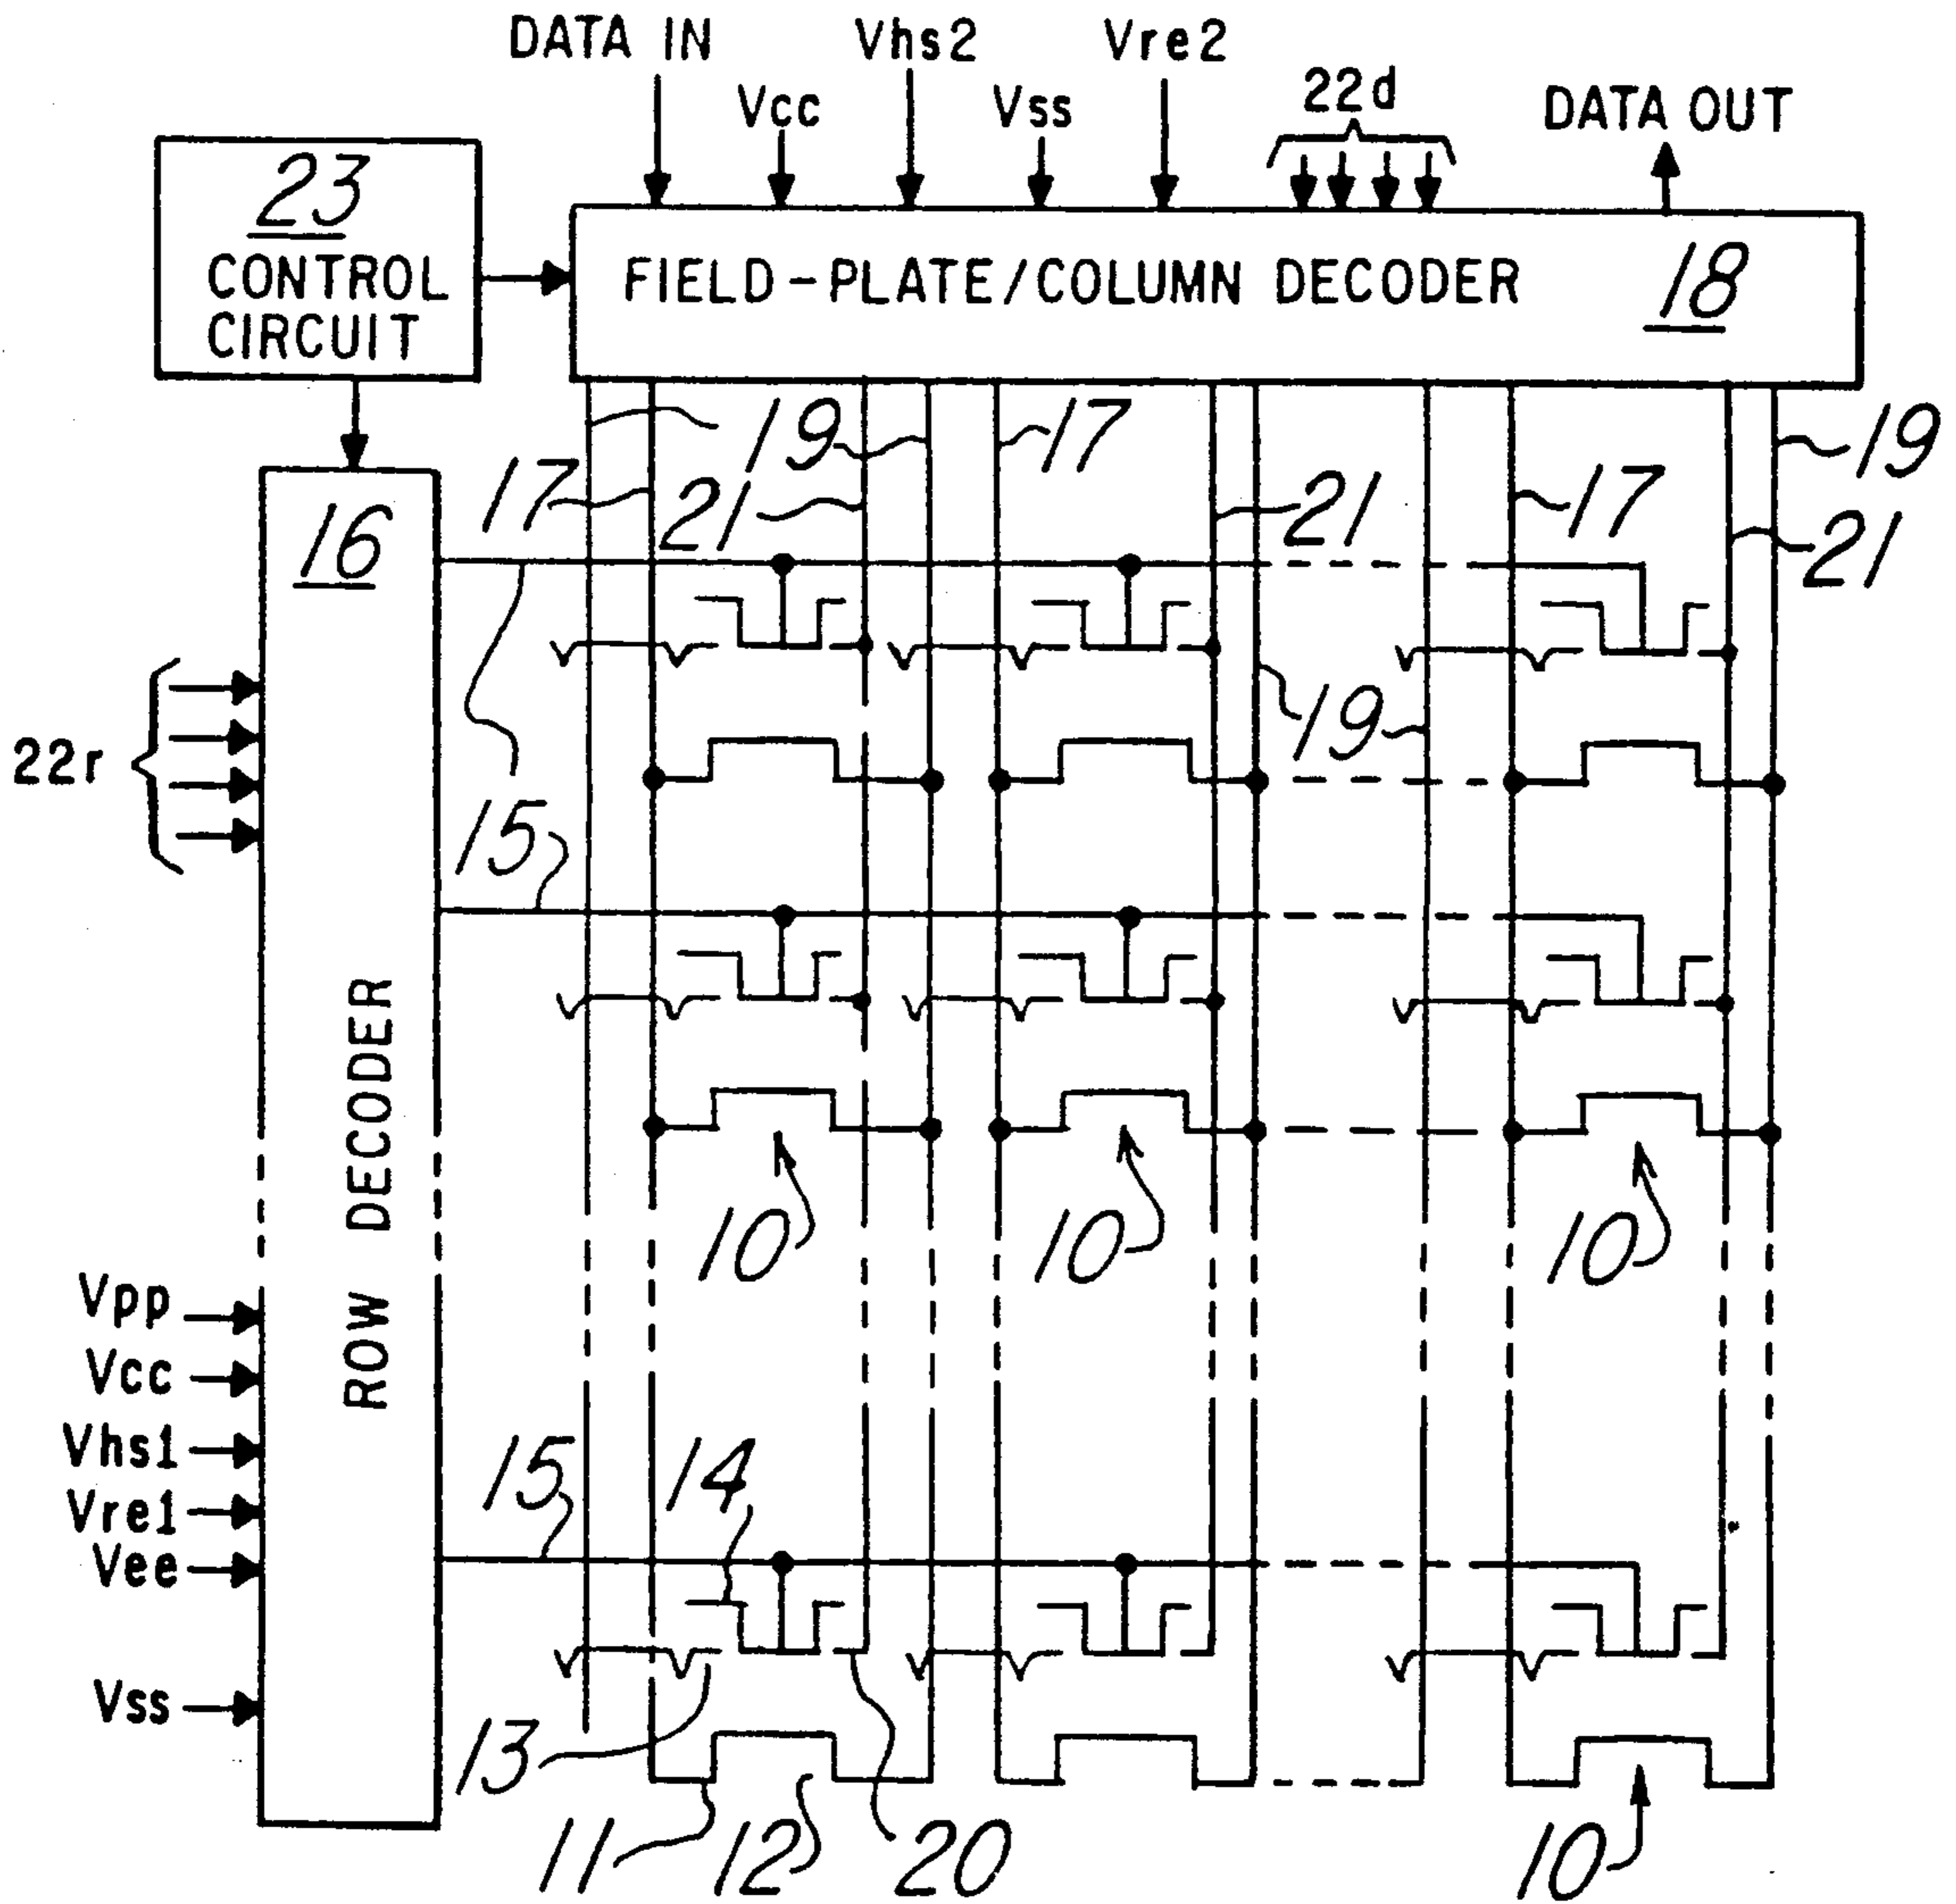 DATA IN
Vcc
Vhs2
Vss
Vre2
22d
DATA OUT
23
CONTROL
CIRCUIT
FIELD-PLATE/COLUMN DECODER
18
19
17
19
17
21
21
17
21
16
15
19
22r
15
ROW DECODER
10
10
10
Vpp
Vcc
Vhs1
Vre1
Vee
Vss
15
14
13
11
12
20
10